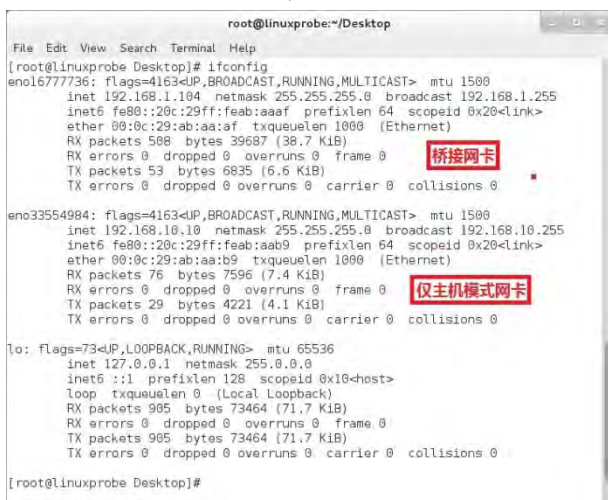 root@linuxprobe:~/Desktop
File Edit View Search Terminal Help
[root@linuxprobe Desktop]# ifconfig
eno16777736: flags=4163<UP,BROADCAST,RUNNING,MULTICAST> mtu 1500
inet 192.168.1.104 netmask 255.255.255.0 broadcast 192.168.1.255
inet6 fe80::20c:29ff:feab:aaaf prefixlen 64 scopeid 0x20<link>
ether 00:0c:29:ab:aa:af txqueuelen 1000 (Ethernet)
RX packets 508 bytes 39687 (38.7 KiB)
RX errors 0 dropped 0 overruns 0 frame 0 桥接网卡
TX packets 53 bytes 6835 (6.6 KiB)
TX errors 0 dropped 0 overruns 0 carrier 0 collisions 0
eno33554984: flags=4163<UP,BROADCAST,RUNNING,MULTICAST> mtu 1500
inet 192.168.10.10 netmask 255.255.255.0 broadcast 192.168.10.255
inet6 fe80::20c:29ff:feab:aab9 prefixlen 64 scopeid 0x20<link>
ether 00:0c:29:ab:aa:b9 txqueuelen 1000 (Ethernet)
RX packets 76 bytes 7596 (7.4 KiB)
RX errors 0 dropped 0 overruns 0 frame 0 仅主机模式网卡
TX packets 29 bytes 4221 (4.1 KiB)
TX errors 0 dropped 0 overruns 0 carrier 0 collisions 0
lo: flags=73<UP,LOOPBACK,RUNNING> mtu 65536
inet 127.0.0.1 netmask 255.0.0.0
inet6 ::1 prefixlen 128 scopeid 0x10<host>
loop txqueuelen 0 (Local Loopback)
RX packets 905 bytes 73464 (71.7 KiB)
RX errors 0 dropped 0 overruns 0 frame 0
TX packets 905 bytes 73464 (71.7 KiB)
TX errors 0 dropped 0 overruns 0 carrier 0 collisions 0
[root@linuxprobe Desktop]#